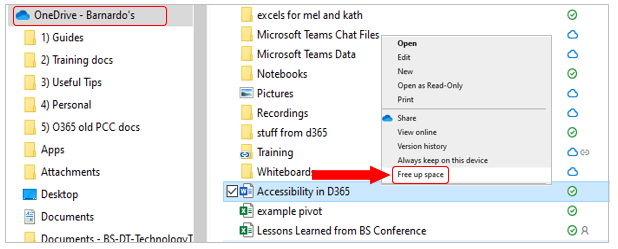 OneDrive - Barnardo's
1) Guides
2) Training docs
3) Useful Tips
4) Personal
5) O365 old PCC docs
Apps
Attachments
Desktop
Documents
Documents - BS-DT-TechnologyT
excels for mel and kath
Microsoft Teams Chat Files
Microsoft Teams Data
Notebooks
Pictures
Recordings
stuff from d365
Training
Whiteboards
Accessibility in D365
example pivot
Lessons Learned from BS Conference
Open
Edit
New
Open as Read-Only
Print
Share
View online
Version history
Always keep on this device
Free up space